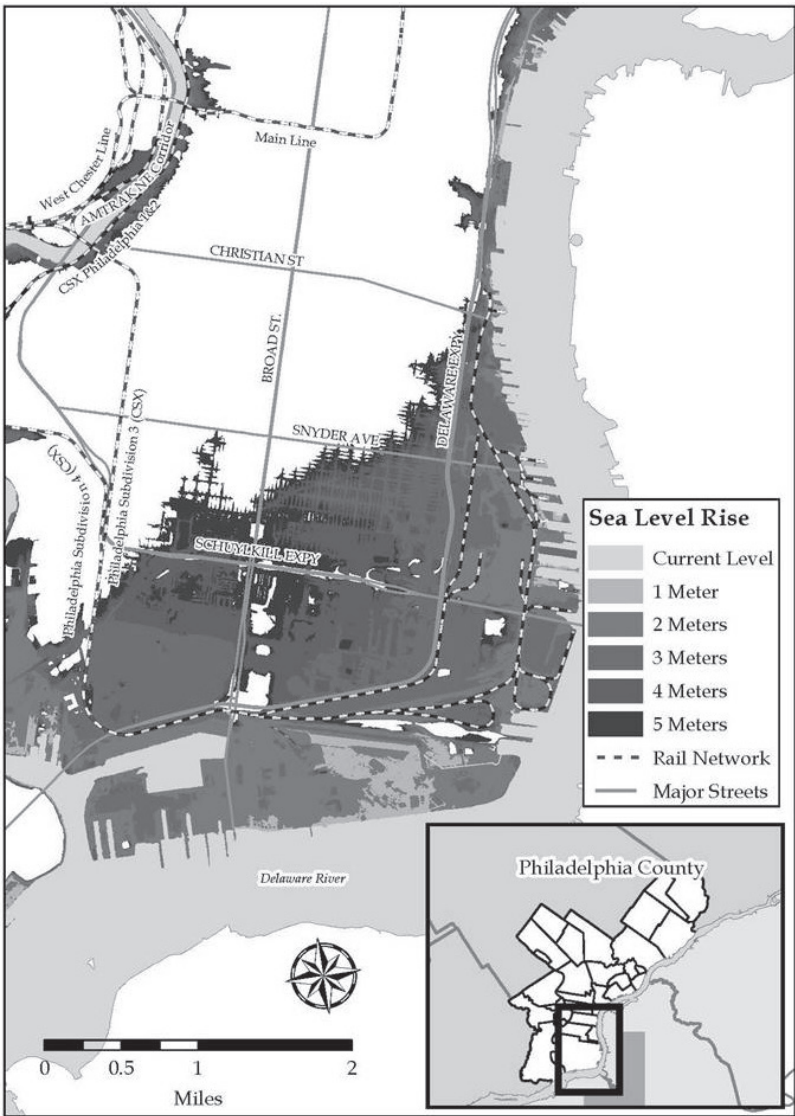 Main Line
West Chester Line
AMTRAK NE Corridor
CSX Philadelphia 1&2
CHRISTIAN ST
BROAD ST.
DELAWARE EXPY
SNYDER AVE
Philadelphia Subdivision 4 (CSX)
Philadelphia Subdivision 3 (CSX)
SCHUYLKILL EXPY
Sea Level Rise
Current Level
1 Meter
2 Meters
3 Meters
4 Meters
5 Meters
Rail Network
Major Streets
Delaware River
Philadelphia County
0 0.5 1 2
Miles